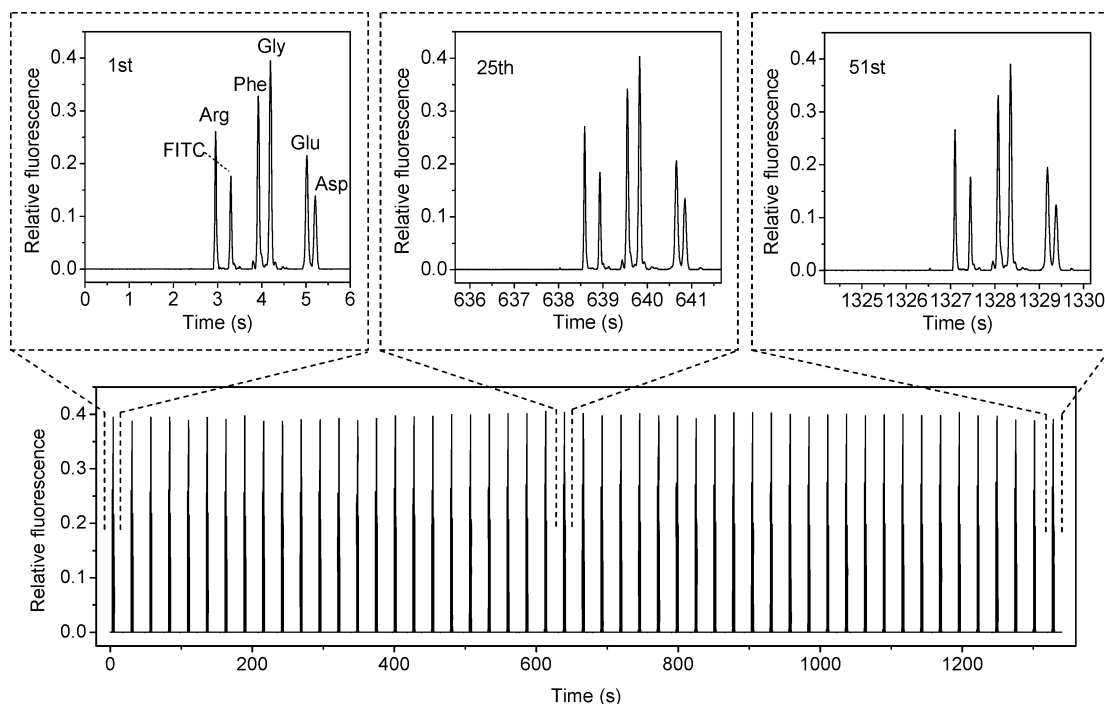 1st
Gly
Phe
Arg
FITC
Glu
Asp
Relative fluorescence
0.4
0.3
0.2
0.1
0.0
0 1 2 3 4 5 6
Time (s)
25th
Relative fluorescence
0.4
0.3
0.2
0.1
0.0
636 637 638 639 640 641
Time (s)
51st
Relative fluorescence
0.4
0.3
0.2
0.1
0.0
1325 1326 1327 1328 1329 1330
Time (s)
Relative fluorescence
0.4
0.3
0.2
0.1
0.0
0 200 400 600 800 1000 1200
Time (s)